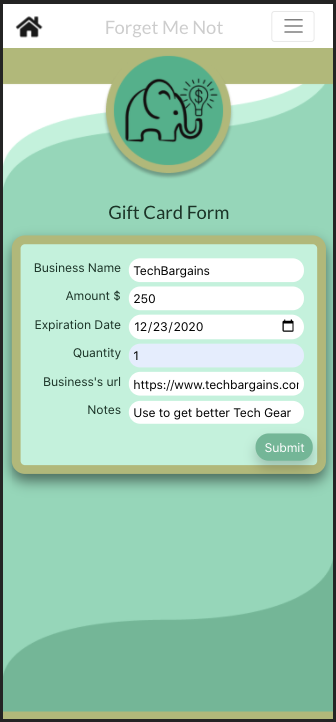 Forget Me Not
$
Gift Card Form
Business Name TechBargains
Amount $ 250
Expiration Date 12/23/2020
Quantity 1
Business's url https://www.techbargains.co
Notes Use to get better Tech Gear
Submit